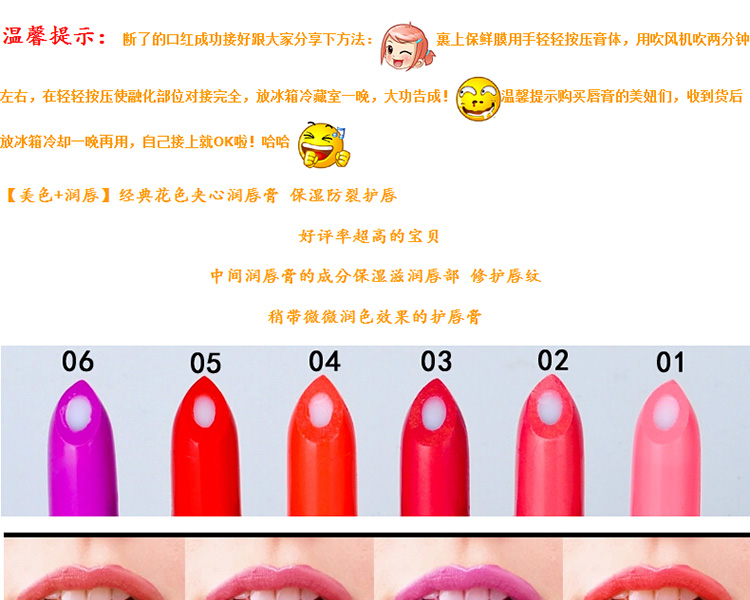 温馨提示：断了的口红成功接好跟大家分享下方法：裹上保鲜膜用手轻轻按压音体，用吹风机吹两分钟
左右，在轻轻按压使融化部位对接完全，放冰箱冷藏室一晚，大功告成！温馨提示购买唇膏的美妞们，收到货后
放冰箱冷却一晚再用，自己接上就OK啦！哈哈
【美色+润唇】经典花色夹心润唇膏 保湿防裂护唇
好评率超高的宝贝
中间润唇膏的成分保湿滋润唇部 修护唇纹
稍带微微润色效果的护唇膏
06 05 04 03 02 01